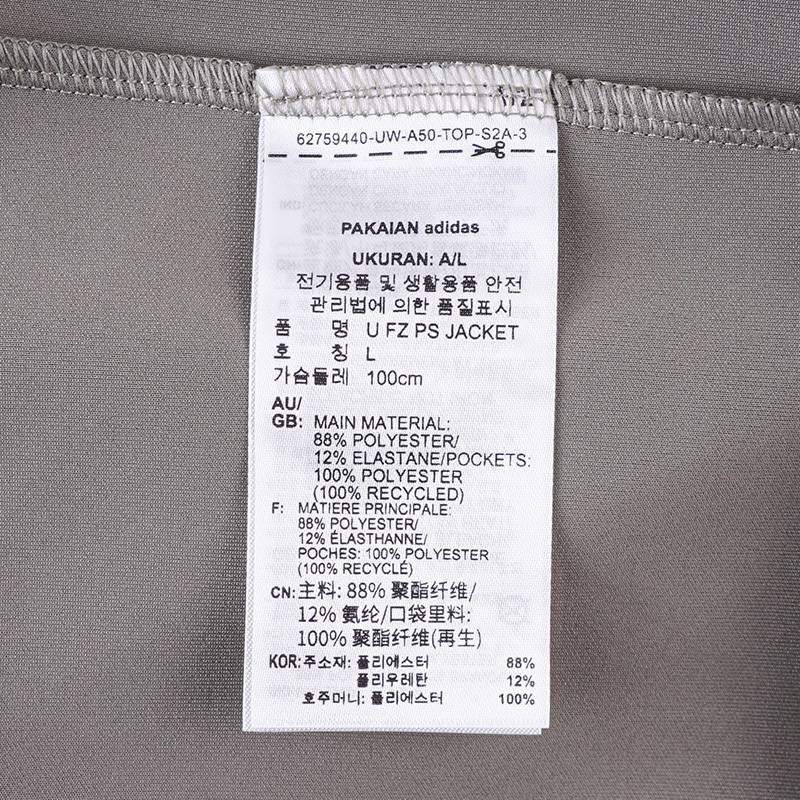 62759440-UW-A50-TOP-S2A-3
PAKAIAN adidas
UKURAN: A/L
전기용품 및 생활용품 안전
관리법에 의한 품질표시
품 명 U FZ PS JACKET
호 칭 L
가슴둘레 100cm
AU/
GB: MAIN MATERIAL:
88% POLYESTER/
12% ELASTANE/POCKETS:
100% POLYESTER
(100% RECYCLED)
F: MATIERE PRINCIPALE:
88% POLYESTER/
12% ÉLASTHANNE/
POCHES: 100% POLYESTER
(100% RECYCLÉ)
CN: 主料: 88% 聚酯纤维/
12% 氨纶/口袋里料:
100% 聚酯纤维(再生)
KOR: 주소재: 폴리에스터 88%
폴리우레탄 12%
호주머니: 폴리에스터 100%